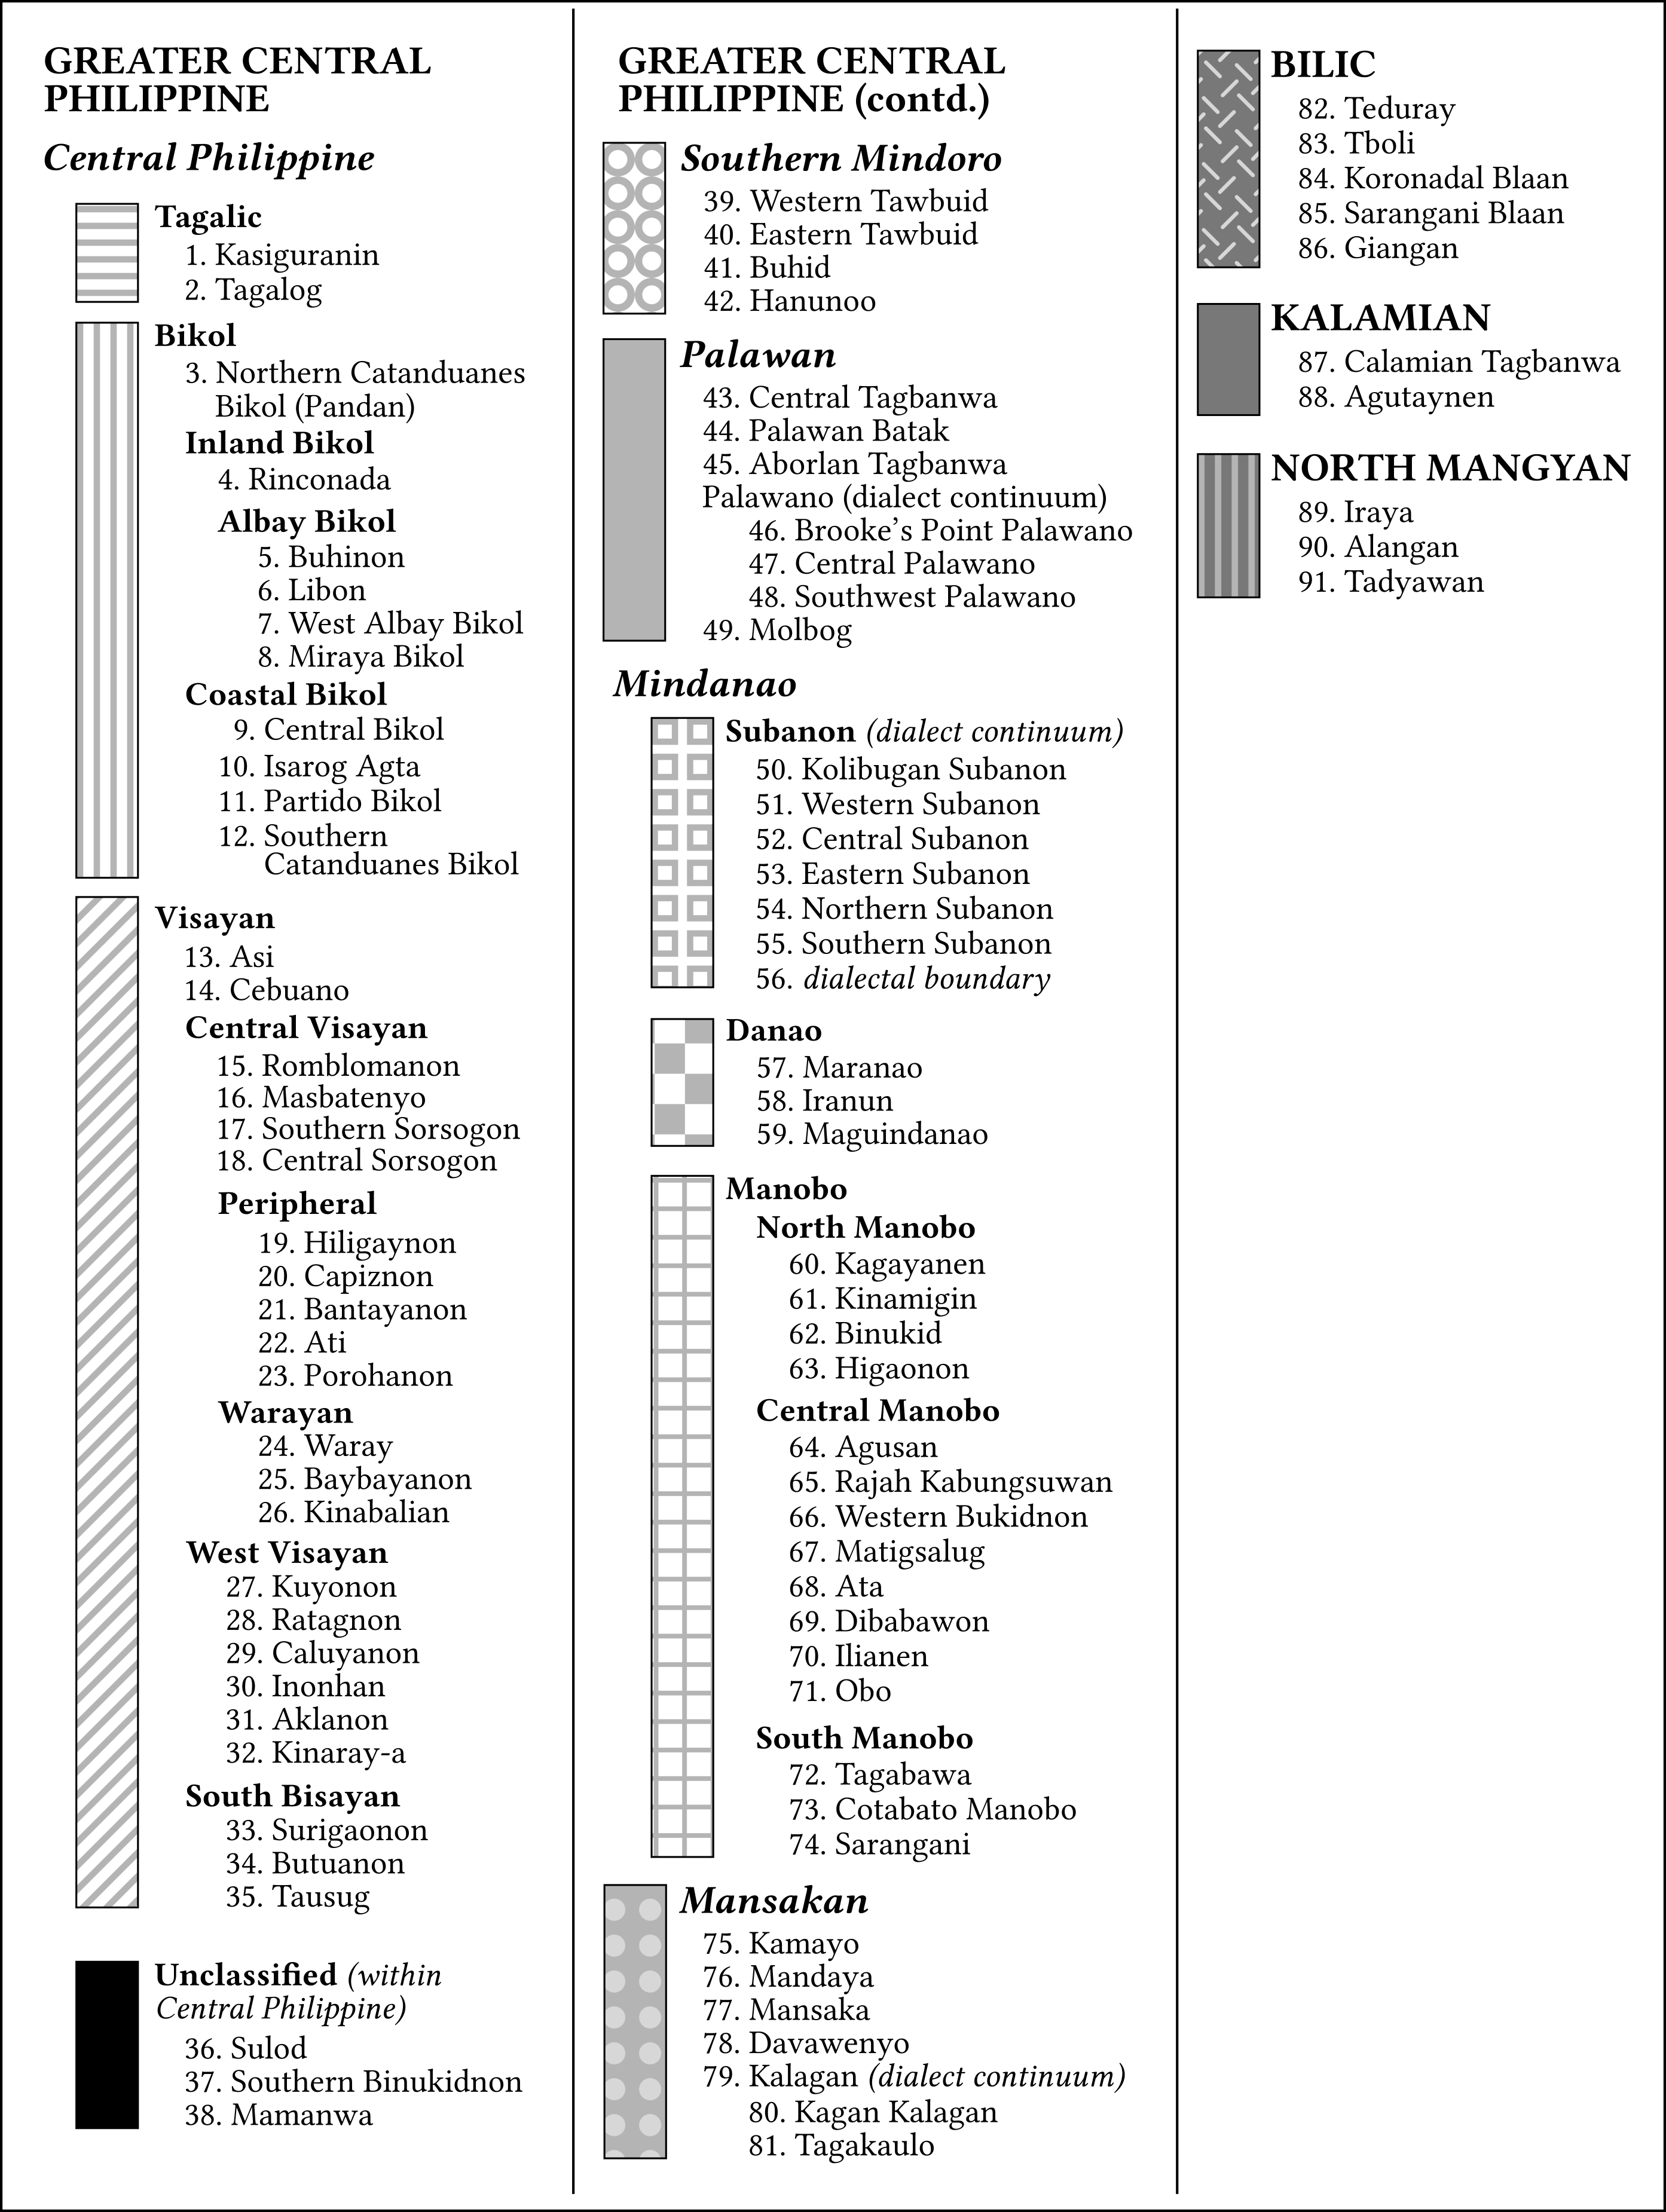 GREATER CENTRAL
PHILIPPINE
Central Philippine
Tagalic
1. Kasiguranin
2. Tagalog
Bikol
3. Northern Catanduanes
Bikol (Pandan)
Inland Bikol
4. Rinconada
Albay Bikol
5. Buhinon
6. Libon
7. West Albay Bikol
8. Miraya Bikol
Coastal Bikol
9. Central Bikol
10. Isarog Agta
11. Partido Bikol
12. Southern
Catanduanes Bikol
Visayan
13. Asi
14. Cebuano
Central Visayan
15. Romblomanon
16. Masbatenyo
17. Southern Sorsogon
18. Central Sorsogon
Peripheral
19. Hiligaynon
20. Capiznon
21. Bantayanon
22. Ati
23. Porohanon
Warayan
24. Waray
25. Baybayanon
26. Kinabalian
West Visayan
27. Kuyonon
28. Ratagnon
29. Caluyanon
30. Inonhan
31. Aklanon
32. Kinaray-a
South Bisayan
33. Surigaonon
34. Butuanon
35. Tausug
Unclassified (within
Central Philippine)
36. Sulod
37. Southern Binukidnon
38. Mamanwa
GREATER CENTRAL
PHILIPPINE (contd.)
Southern Mindoro
39. Western Tawbuid
40. Eastern Tawbuid
41. Buhid
42. Hanunoo
Palawan
43. Central Tagbanwa
44. Palawan Batak
45. Aborlan Tagbanwa
Palawano (dialect continuum)
46. Brooke's Point Palawano
47. Central Palawano
48. Southwest Palawano
49. Molbog
Mindanao
Subanon (dialect continuum)
50. Kolibugan Subanon
51. Western Subanon
52. Central Subanon
53. Eastern Subanon
54. Northern Subanon
55. Southern Subanon
56. dialectal boundary
Danao
57. Maranao
58. Iranun
59. Maguindanao
Manobo
North Manobo
60. Kagayanen
61. Kinamigin
62. Binukid
63. Higaonon
Central Manobo
64. Agusan
65. Rajah Kabungsuwan
66. Western Bukidnon
67. Matigsalug
68. Ata
69. Dibabawon
70. Ilianen
71. Obo
South Manobo
72. Tagabawa
73. Cotabato Manobo
74. Sarangani
Mansakan
75. Kamayo
76. Mandaya
77. Mansaka
78. Davawenyo
79. Kalagan (dialect continuum)
80. Kagan Kalagan
81. Tagakaulo
BILIC
82. Teduray
83. Tboli
84. Koronadal Blaan
85. Sarangani Blaan
86. Giangan
KALAMIAN
87. Calamian Tagbanwa
88. Agutaynen
NORTH MANGYAN
89. Iraya
90. Alangan
91. Tadyawan